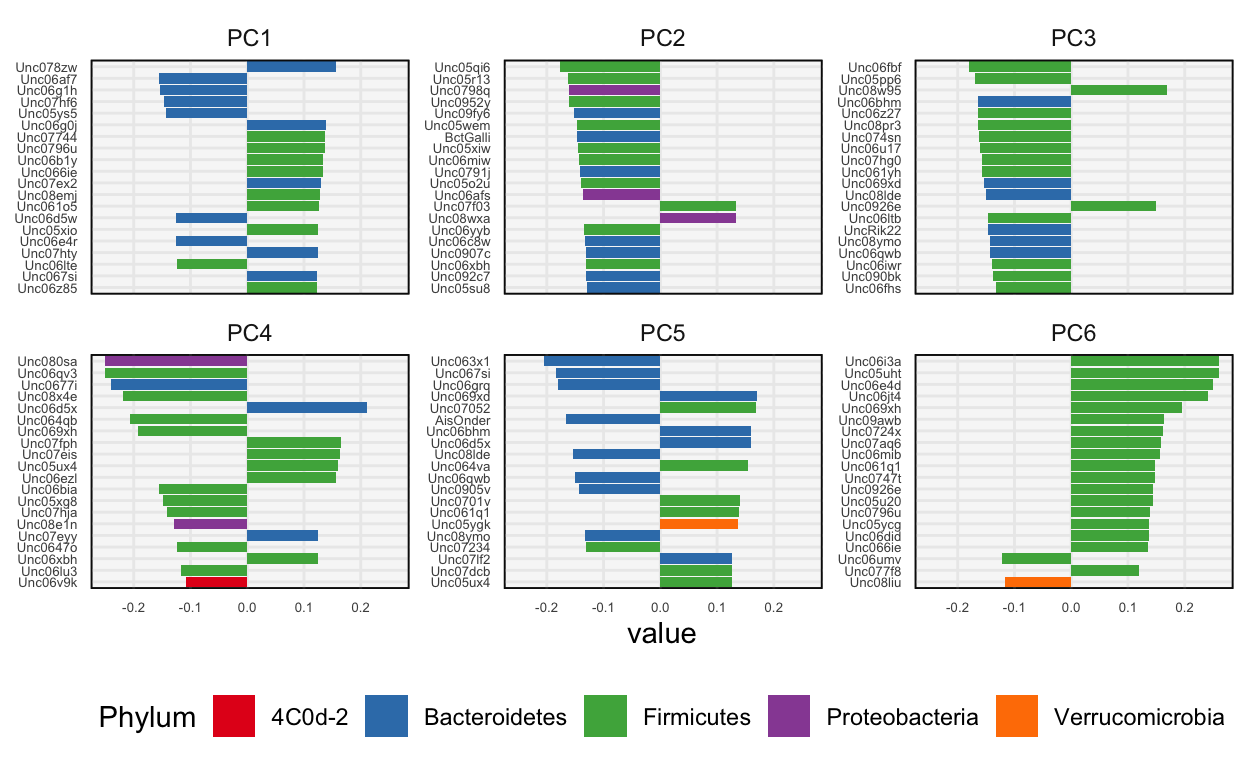 PC1
Unc078zw
Unc06af7
Unc06g1h
Unc07hf6
Unc05ys5
Unc06g0j
Unc07744
Unc0796u
Unc06b1y
Unc066ie
Unc07ex2
Unc08emj
Unc061o5
Unc06d5w
Unc05xio
Unc06e4r
Unc07hty
Unc06lte
Unc067si
Unc06z85
PC2
Unc05qi6
Unc05r13
Unc0798q
Unc0952y
Unc09fy6
Unc05wem
BctGalli
Unc05xiw
Unc06miw
Unc0791j
Unc05o2u
Unc06afs
Unc07f03
Unc08wxa
Unc06yyb
Unc06c8w
Unc0907c
Unc06xbh
Unc092c7
Unc05su8
PC3
Unc06fbf
Unc05pp6
Unc08w95
Unc06bhm
Unc06z27
Unc08pr3
Unc074sn
Unc06u17
Unc07hg0
Unc061yh
Unc069xd
Unc08lde
Unc0926e
Unc06ltb
UncRik22
Unc08ymo
Unc06qwb
Unc06iwr
Unc090bk
Unc06fhs
PC4
Unc080sa
Unc06qv3
Unc0677i
Unc08x4e
Unc06d5x
Unc064qb
Unc069xh
Unc07fph
Unc07eis
Unc05ux4
Unc06ezl
Unc06bia
Unc05xg8
Unc07hja
Unc08e1n
Unc07eyy
Unc0647o
Unc06xbh
Unc06lu3
Unc06v9k
-0.2 -0.1 0.0 0.1 0.2
PC5
Unc063x1
Unc067si
Unc06grq
Unc069xd
Unc07052
AisOnder
Unc06bhm
Unc06d5x
Unc08lde
Unc064va
Unc06qwb
Unc0905v
Unc0701v
Unc061q1
Unc05ygk
Unc08ymo
Unc07234
Unc07lf2
Unc07dcb
Unc05ux4
-0.2 -0.1 0.0 0.1 0.2
PC6
Unc06i3a
Unc05uht
Unc06e4d
Unc06jt4
Unc069xh
Unc09awb
Unc0724x
Unc07aq6
Unc06mib
Unc061q1
Unc0747t
Unc0926e
Unc05u20
Unc0796u
Unc05ycg
Unc06did
Unc066ie
Unc06umv
Unc077f8
Unc08liu
-0.2 -0.1 0.0 0.1 0.2
value
Phylum 4C0d-2 Bacteroidetes Firmicutes Proteobacteria Verrucomicrobia